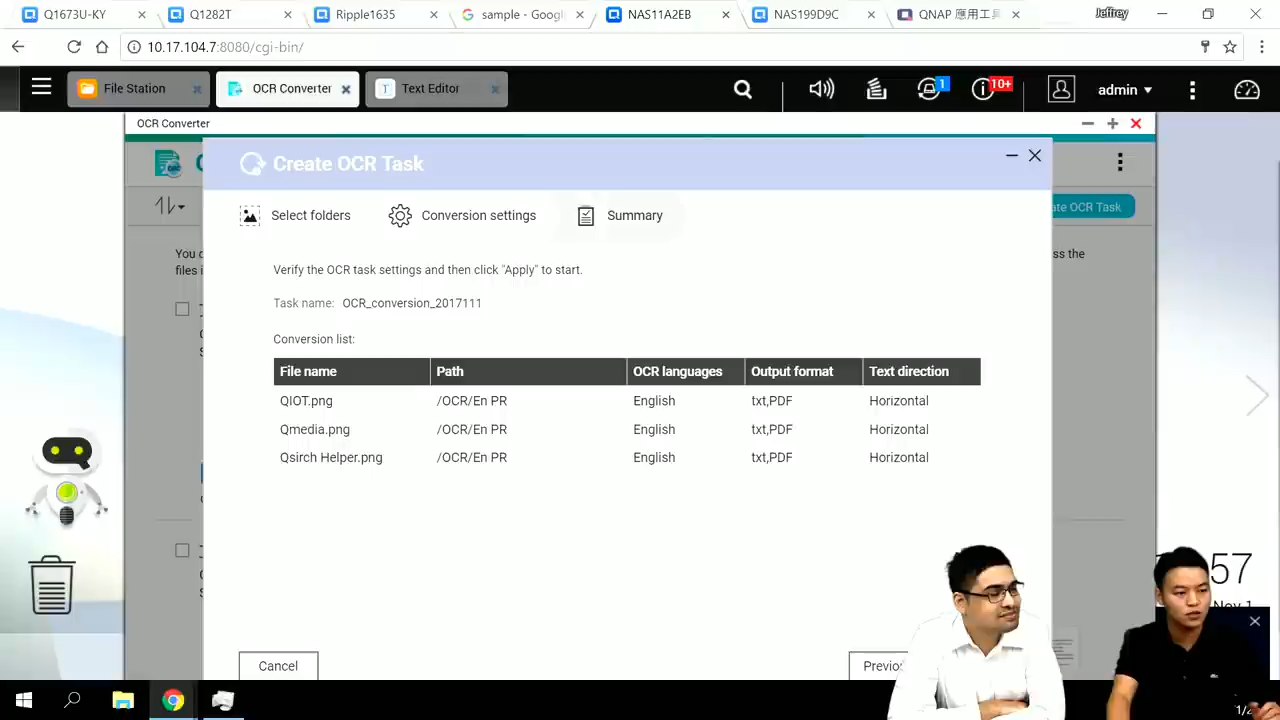 Q1673U-KY
Q1282T
Ripple1635
sample - Googl
NAS11A2EB
NAS199D9C
QNAP 應用工具
Jeffrey
10.17.104.7:8080/cgi-bin/
File Station
OCR Converter
Text Editor
1
10+
admin
OCR Converter
Create OCR Task
ate OCR Task
Select folders
Conversion settings
Summary
You c
ss the
files i
Verify the OCR task settings and then click "Apply" to start.
Task name: OCR_conversion_2017111
Conversion list:
File name Path OCR languages Output format Text direction
QIOT.png /OCR/En PR English txt,PDF Horizontal
Qmedia.png /OCR/En PR English txt,PDF Horizontal
Qsirch Helper.png /OCR/En PR English txt,PDF Horizontal
57
Nov 1
Cancel
Previo